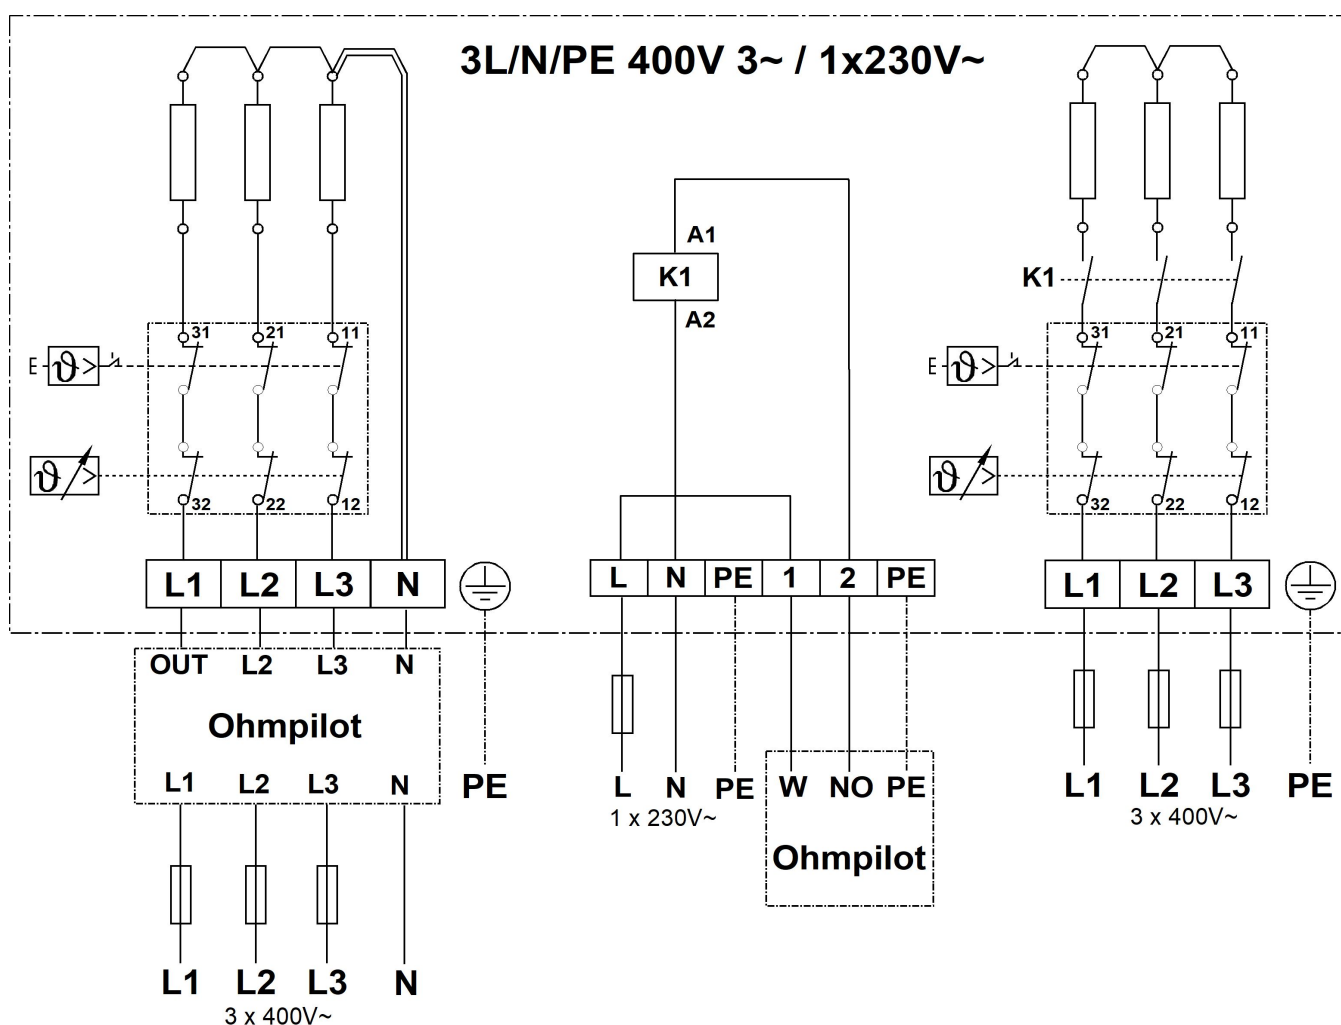 3L/N/PE 400V 3~ / 1x230V~
A1
K1
A2
K1
31 21 11
ϑ >
ϑ >
32 22 12
31 21 11
ϑ >
ϑ >
32 22 12
L1 L2 L3 N
L N PE 1 2 PE
L1 L2 L3
OUT L2 L3 N
Ohmpilot
L1 L2 L3 N
PE
L1 L2 L3 N
3 x 400V~
L N PE
1 x 230V~
W NO PE
Ohmpilot
L1 L2 L3 PE
3 x 400V~